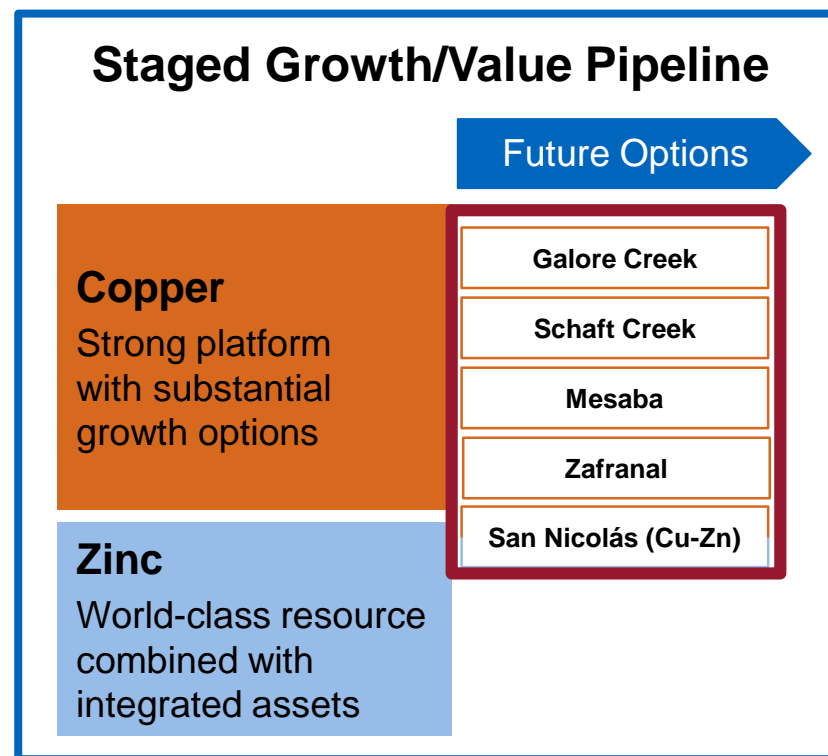 Staged Growth/Value Pipeline
Future Options
Copper
Strong platform
with substantial
growth options
Galore Creek
Schaft Creek
Mesaba
Zafranal
San Nicolás (Cu-Zn)
Zinc
World-class resource
combined with
integrated assets